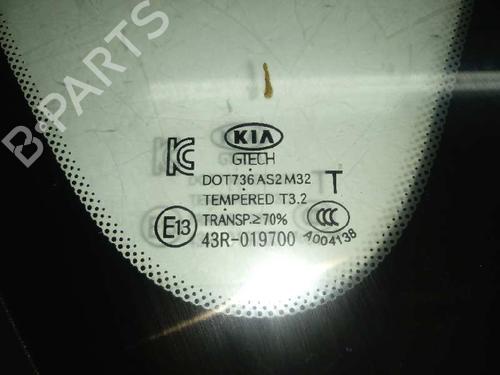 B-PARTS
KIA
GTECH
DOT736 AS2 M32
TEMPERED T3.2
TRANSP.≥70%
43R-019700
KC
E13
T
CCC
A004138